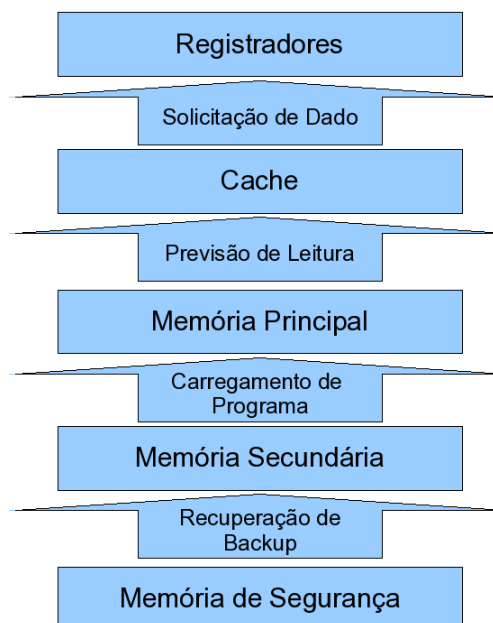 Registradores
Solicitação de Dado
Cache
Previsão de Leitura
Memória Principal
Carregamento de
Programa
Memória Secundária
Recuperação de
Backup
Memória de Segurança